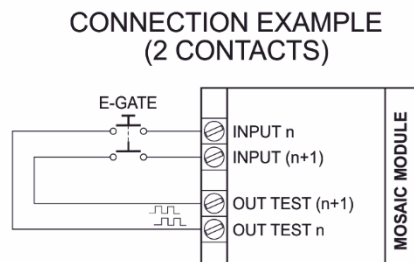 CONNECTION EXAMPLE
(2 CONTACTS)
E-GATE
INPUT n
INPUT (n+1)
OUT TEST (n+1)
OUT TEST n
MOSAIC MODULE